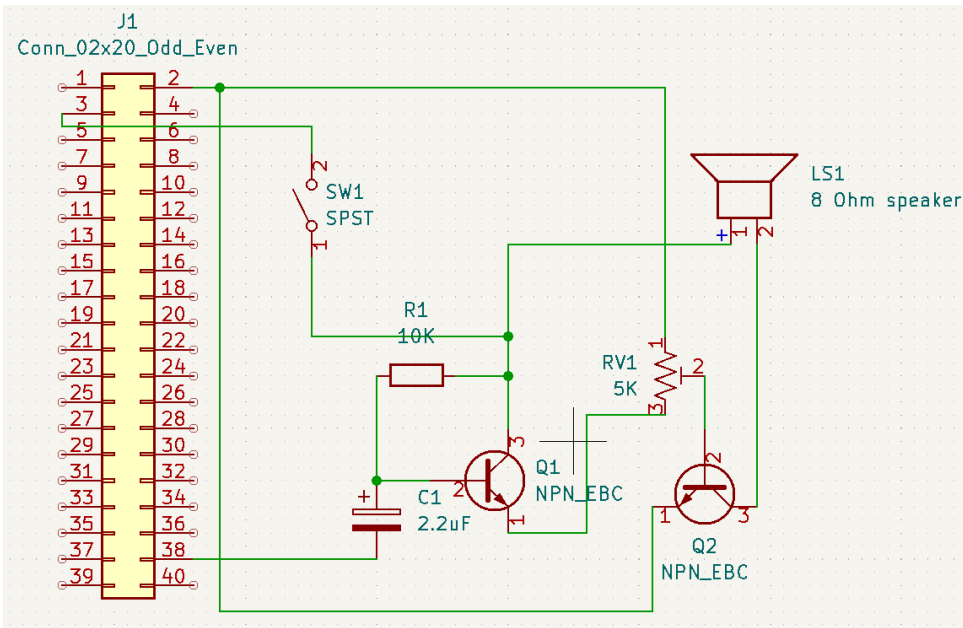 J1
Conn_02x20_Odd_Even
1 2
3 4
5 6
7 8
9 10
11 12
13 14
15 16
17 18
19 20
21 22
23 24
25 26
27 28
29 30
31 32
33 34
35 36
37 38
39 40
2
SW1
SPST
1
LS1
8 Ohm speaker
+ 1 2
R1
10K
1
RV1
5K
2
3
3
Q1
NPN_EBC
2
1
+
C1
2.2uF
2
1
3
Q2
NPN_EBC